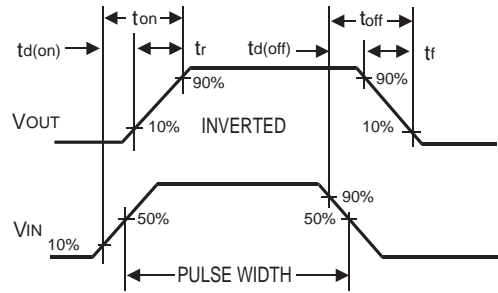 ton toff
td(on) tr td(off) tf
90% 90%
VOUT 10% INVERTED 10%
90%
50% 50%
VIN
10%
PULSE WIDTH